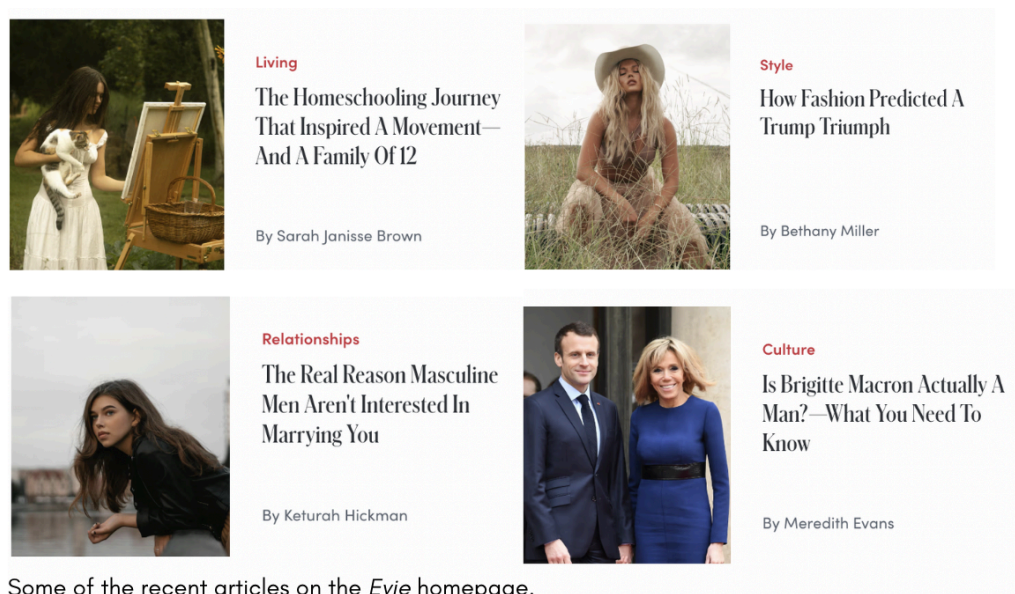 Living
The Homeschooling Journey
That Inspired A Movement—
And A Family Of 12
By Sarah Janisse Brown
Style
How Fashion Predicted A
Trump Triumph
By Bethany Miller
Relationships
The Real Reason Masculine
Men Aren't Interested In
Marrying You
By Keturah Hickman
Culture
Is Brigitte Macron Actually A
Man?—What You Need To
Know
By Meredith Evans
Some of the recent articles on the Evie homepage.